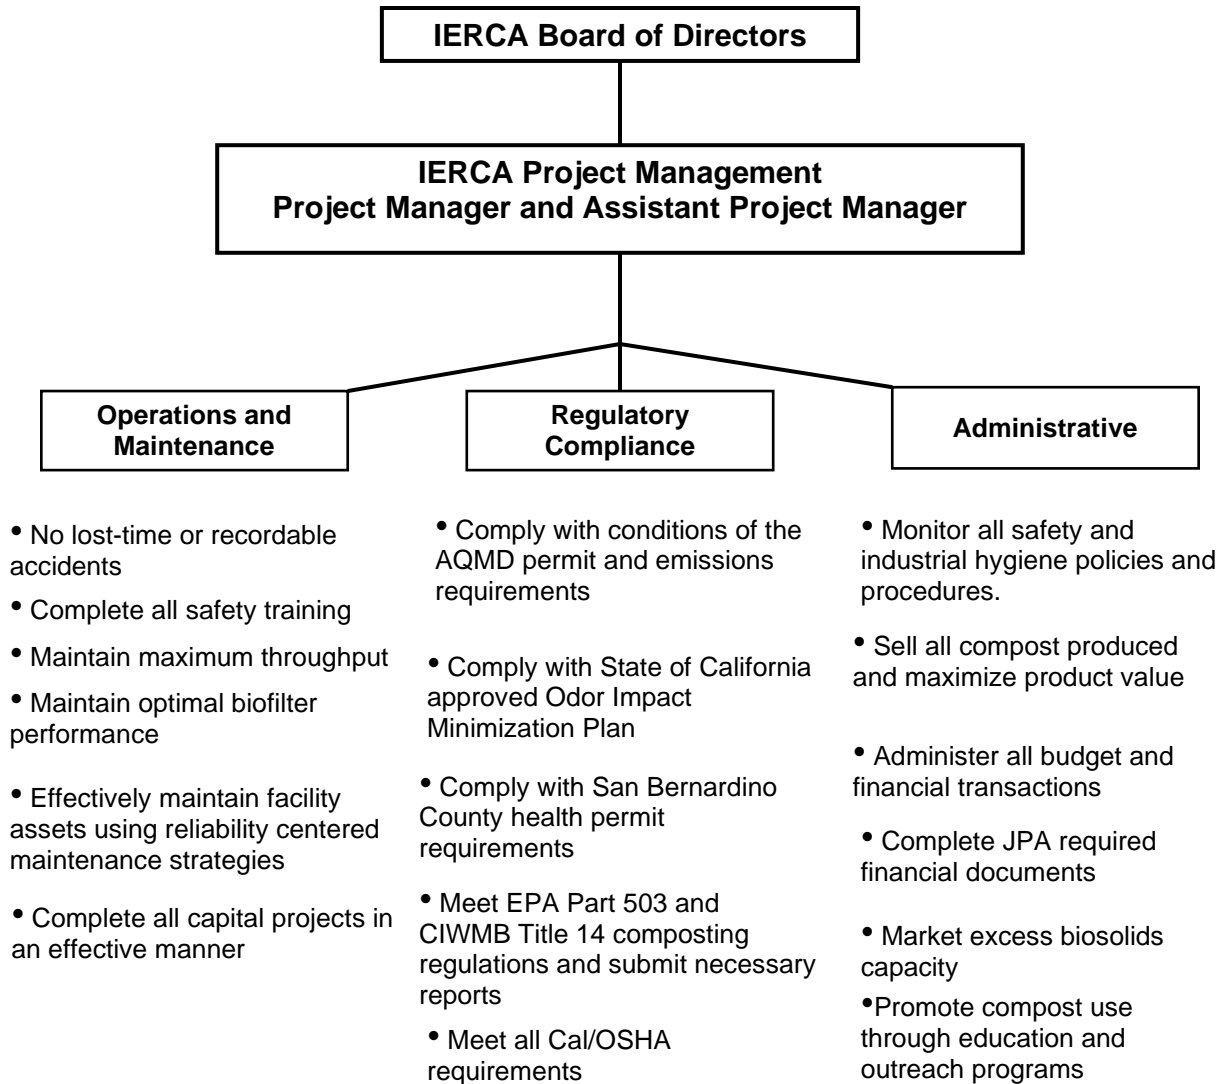 IERCA Board of Directors
IERCA Project Management
Project Manager and Assistant Project Manager
Operations and
Maintenance
• No lost-time or recordable
accidents
• Complete all safety training
• Maintain maximum throughput
• Maintain optimal biofilter
performance
• Effectively maintain facility
assets using reliability centered
maintenance strategies
• Complete all capital projects in
an effective manner
Regulatory
Compliance
• Comply with conditions of the
AQMD permit and emissions
requirements
• Comply with State of California
approved Odor Impact
Minimization Plan
• Comply with San Bernardino
County health permit
requirements
• Meet EPA Part 503 and
CIWMB Title 14 composting
regulations and submit necessary
reports
• Meet all Cal/OSHA
requirements
Administrative
• Monitor all safety and
industrial hygiene policies and
procedures.
• Sell all compost produced
and maximize product value
• Administer all budget and
financial transactions
• Complete JPA required
financial documents
• Market excess biosolids
capacity
•Promote compost use
through education and
outreach programs